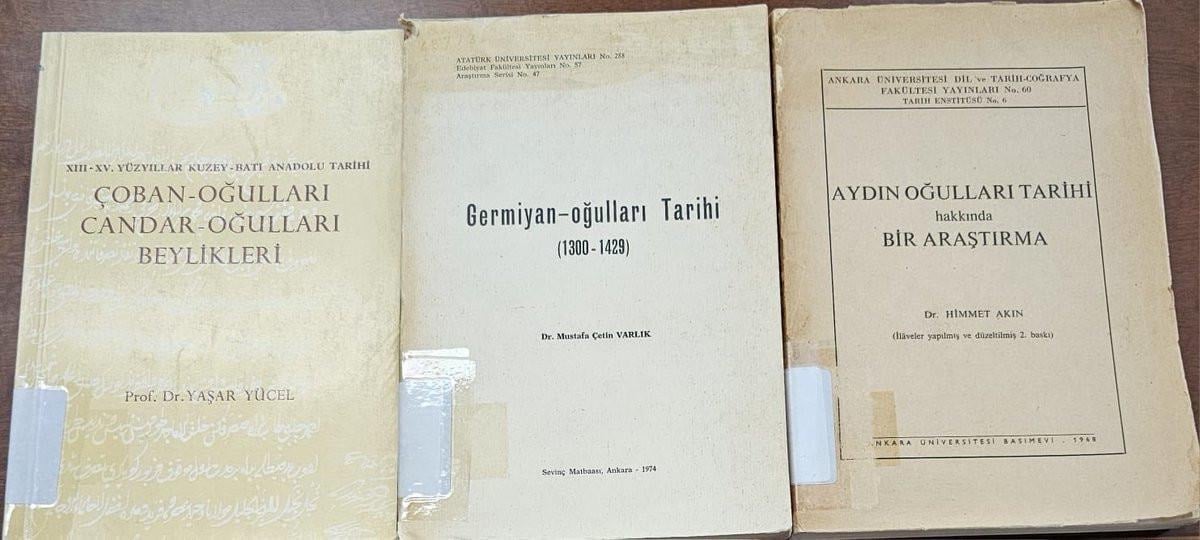 XIII - XV. YÜZYILLAR KUZEY - BATI ANADOLU TARİHİ
ÇOBAN-OĞULLARI
CANDAR-OĞULLARI
BEYLİKLERİ
Prof. Dr. YAŞAR YÜCEL
ATATÜRK ÜNİVERSİTESİ YAYINLARI No. 288
Edebiyat Fakültesi Yayınları No. 57
Araştırma Serisi No. 47
Germiyan-oğulları Tarihi
(1300-1429)
Dr. Mustafa Çetin VARLIK
Sevinç Matbaası, Ankara - 1974
ANKARA ÜNİVERSİTESİ DİL ve TARİH-COĞRAFYA
FAKÜLTESİ YAYINLARI No. 60
TARIH ENSTİTÜSÜ No. 6
AYDIN OĞULLARI TARİHİ
hakkında
BİR ARAŞTIRMA
Dr. HİMMET AKIN
(İlâveler yapılmış ve düzeltilmiş 2. baskı)
ANKARA ÜNİVERSİTESİ BASIMEVİ . 1968